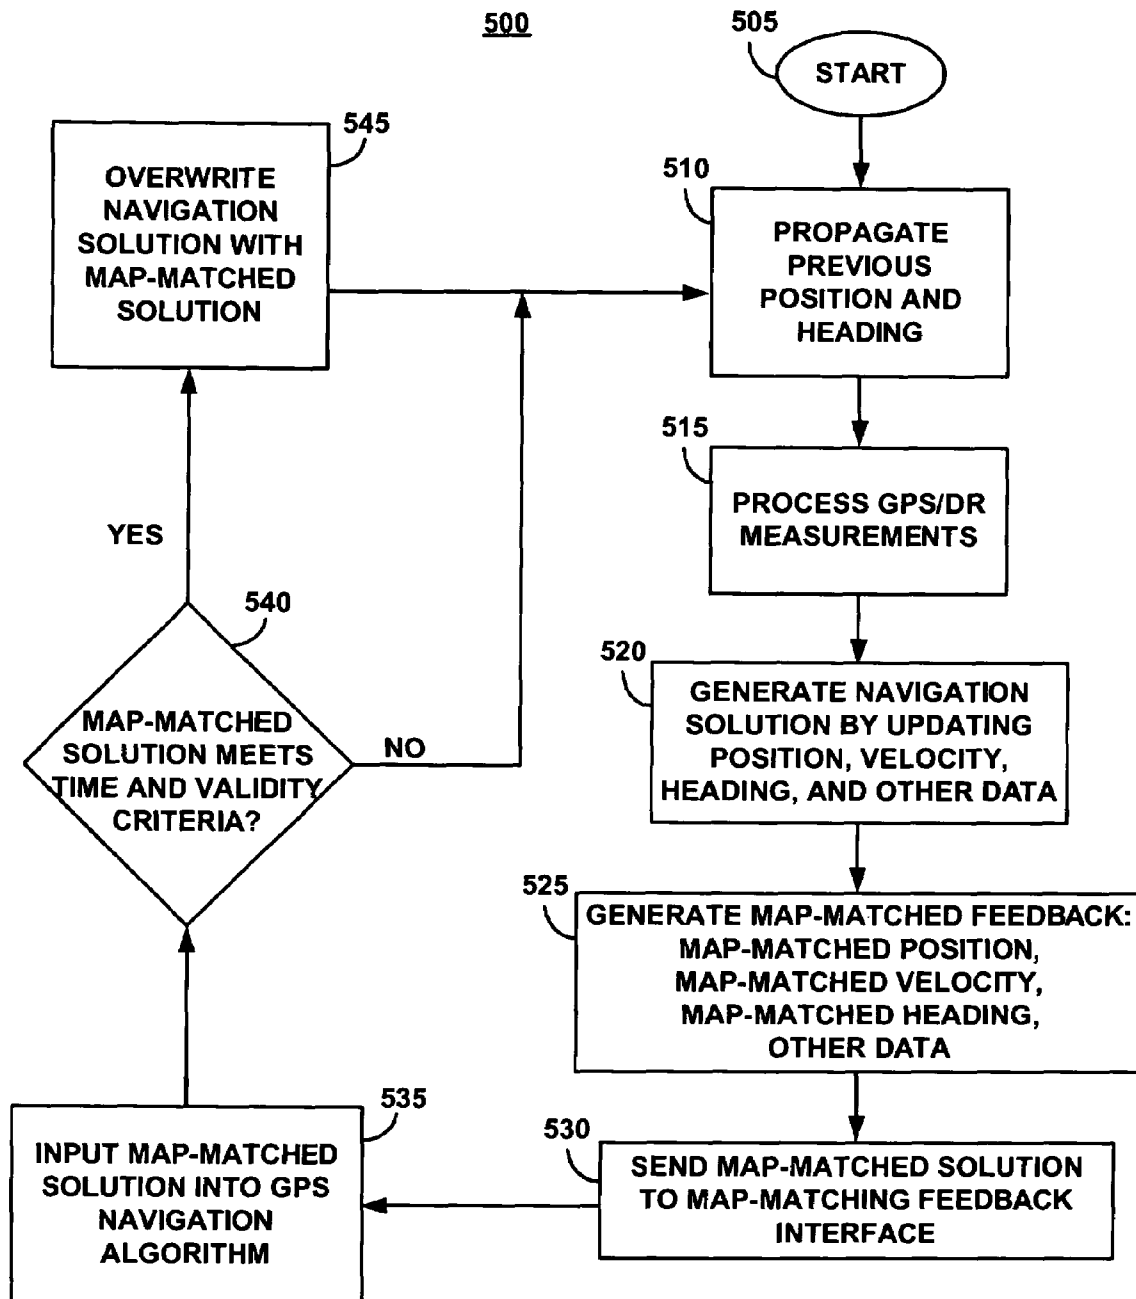 500
505
START
510
PROPAGATE
PREVIOUS
POSITION AND
HEADING
515
PROCESS GPS/DR
MEASUREMENTS
520
GENERATE NAVIGATION
SOLUTION BY UPDATING
POSITION, VELOCITY,
HEADING, AND OTHER DATA
525
GENERATE MAP-MATCHED FEEDBACK:
MAP-MATCHED POSITION,
MAP-MATCHED VELOCITY,
MAP-MATCHED HEADING,
OTHER DATA
530
SEND MAP-MATCHED SOLUTION
TO MAP-MATCHING FEEDBACK
INTERFACE
535
INPUT MAP-MATCHED
SOLUTION INTO GPS
NAVIGATION
ALGORITHM
540
MAP-MATCHED
SOLUTION MEETS
TIME AND VALIDITY
CRITERIA?
YES
NO
545
OVERWRITE
NAVIGATION
SOLUTION WITH
MAP-MATCHED
SOLUTION